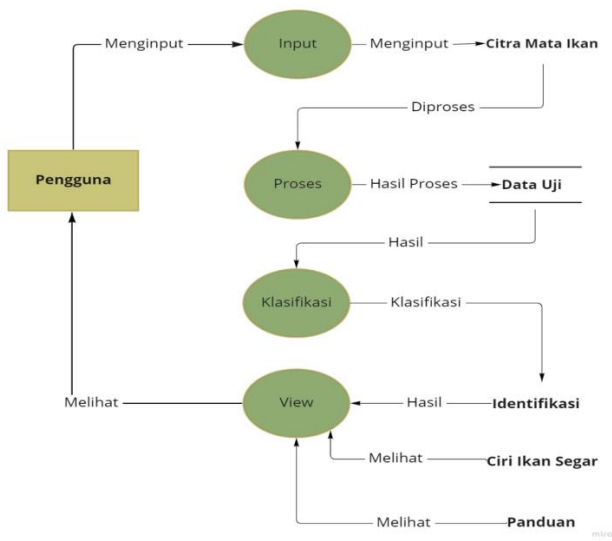 Menginput
Input
Menginput
Citra Mata Ikan
Diproses
Pengguna
Proses
Hasil Proses
Data Uji
Hasil
Klasifikasi
Klasifikasi
Melihat
View
Hasil
Identifikasi
Melihat
Ciri Ikan Segar
Melihat
Panduan
miro